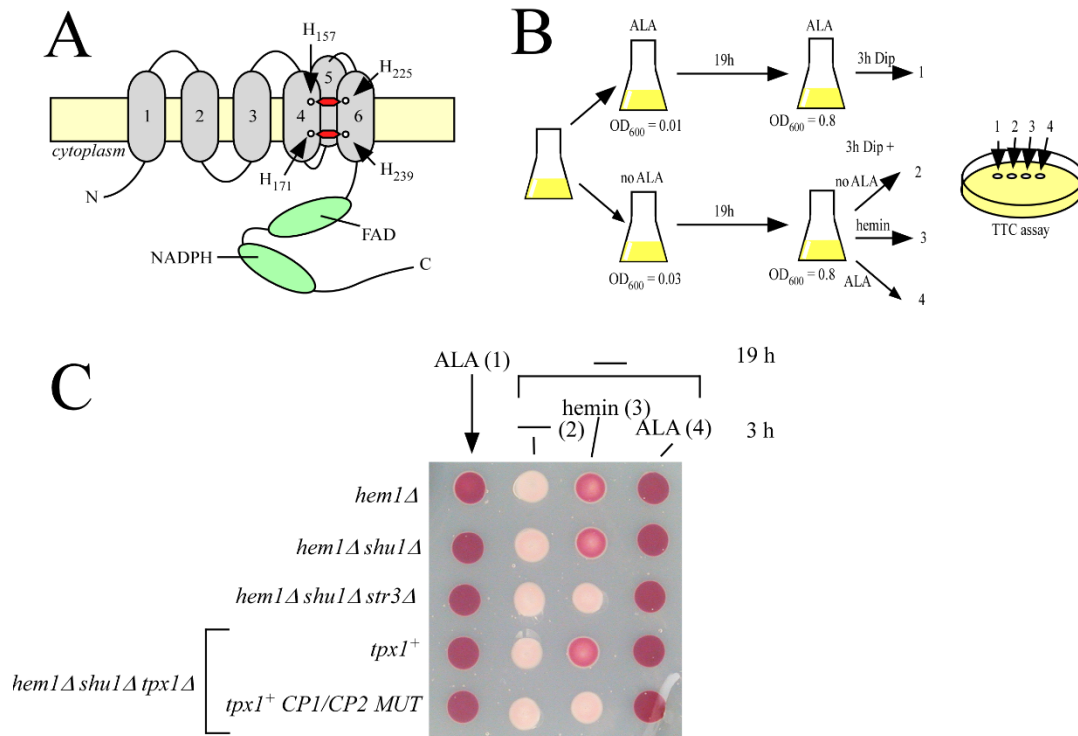 A
H157
5
H225
1
2
3
4
6
cytoplasm
N
H171
H239
FAD
NADPH
C
B
ALA
19h
ALA
3h Dip
1
OD600 = 0.01
OD600 = 0.8
3h Dip +
no ALA
19h
no ALA
2
hemin
3
ALA
4
OD600 = 0.03
OD600 = 0.8
1 2 3 4
TTC assay
C
ALA (1)
—
19 h
hemin (3)
— (2)
ALA (4)
3 h
hem1Δ
hem1Δ shu1Δ
hem1Δ shu1Δ str3Δ
tpx1+
hem1Δ shu1Δ tpx1Δ
tpx1+ CP1/CP2 MUT